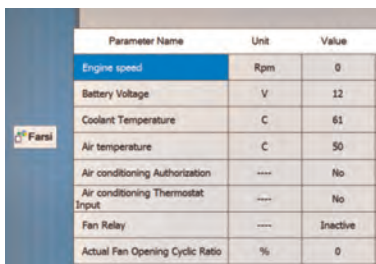 Parameter Name Unit Value
Engine speed Rpm 0
Battery Voltage V 12
Coolant Temperature C 61
Farsi
Air temperature C 50
Air conditioning Authorization ---- No
Air conditioning Thermostat
Input ---- No
Fan Relay ---- Inactive
Actual Fan Opening Cyclic Ratio % 0